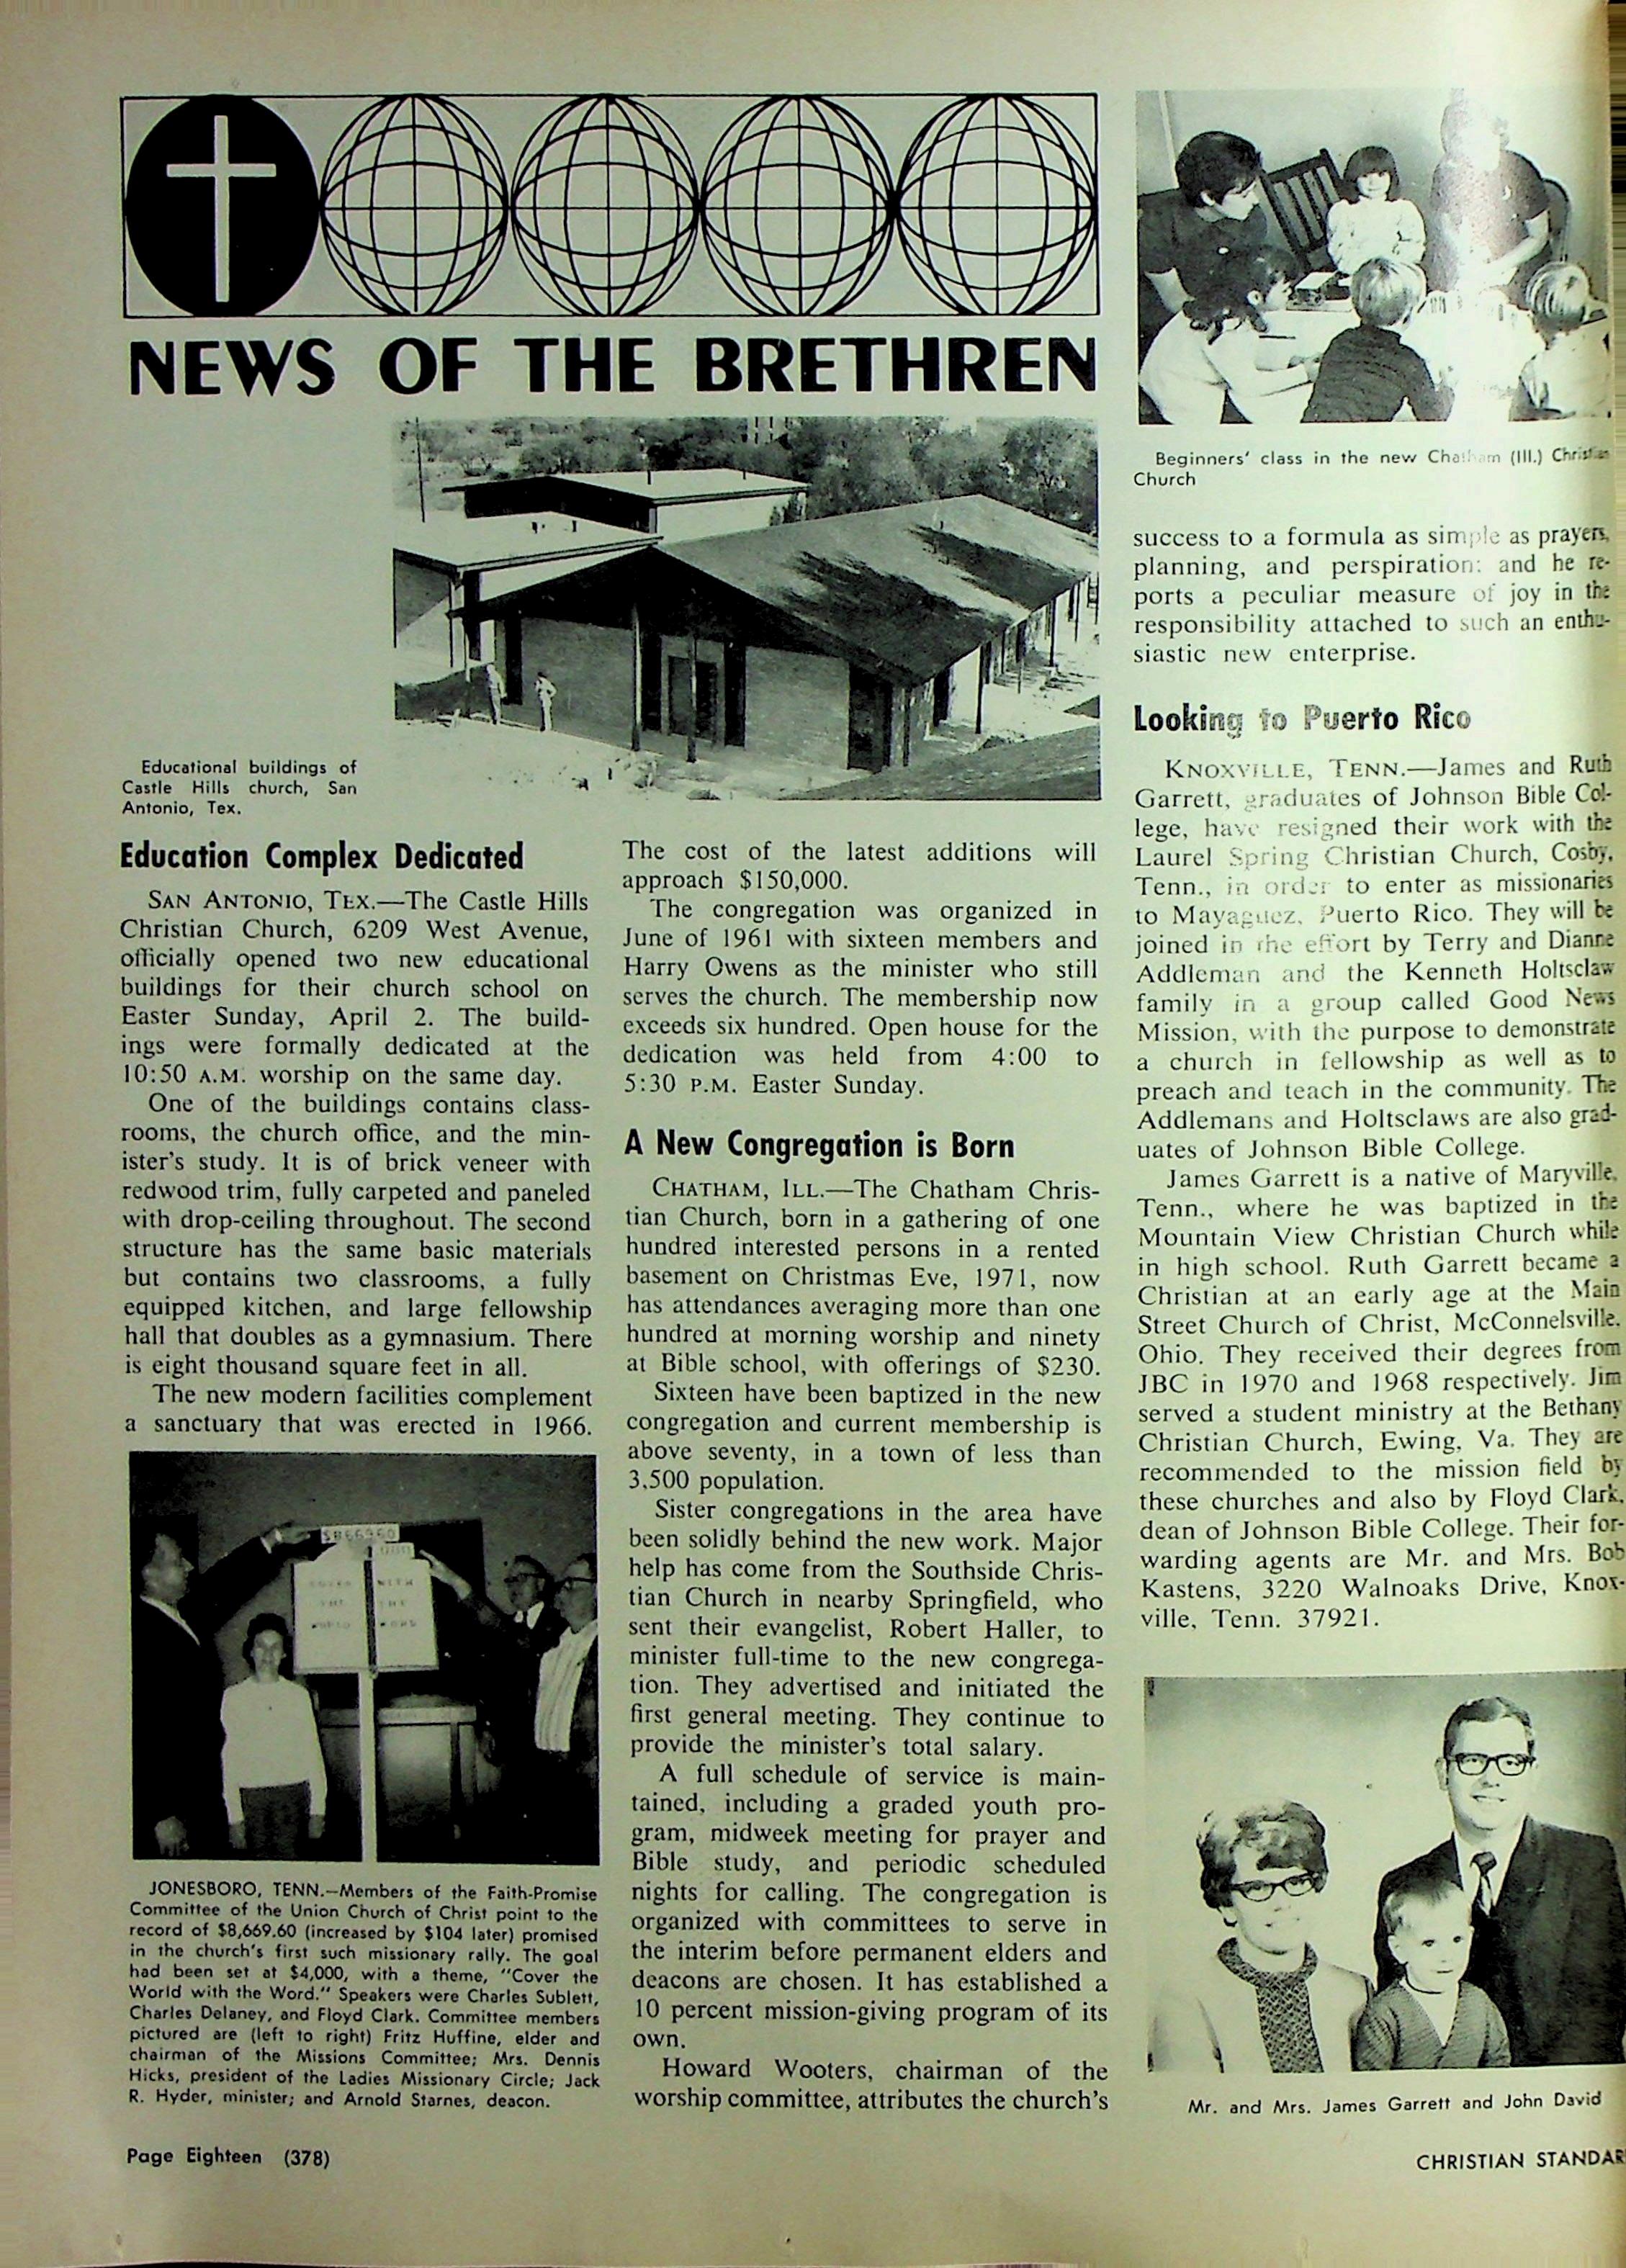 NEWS OF THE BRETHREN
Educational buildings of
Castle Hills church, San
Antonio, Tex.
Education Complex Dedicated
SAN ANTONIO, TEX.—The Castle Hills
Christian Church, 6209 West Avenue,
officially opened two new educational
buildings for their church school on
Easter Sunday, April 2. The build-
ings were formally dedicated at the
10:50 A.M. worship on the same day.
One of the buildings contains class-
rooms, the church office, and the min-
ister's study. It is of brick veneer with
redwood trim, fully carpeted and paneled
with drop-ceiling throughout. The second
structure has the same basic materials
but contains two classrooms, a fully
equipped kitchen, and large fellowship
hall that doubles as a gymnasium. There
is eight thousand square feet in all.
The new modern facilities complement
a sanctuary that was erected in 1966.
$8669.60
COVER WITH
THE THE
WORLD WORD
JONESBORO, TENN.—Members of the Faith-Promise
Committee of the Union Church of Christ point to the
record of $8,669.60 (increased by $104 later) promised
in the church's first such missionary rally. The goal
had been set at $4,000, with a theme, "Cover the
World with the Word." Speakers were Charles Sublett,
Charles Delaney, and Floyd Clark. Committee members
pictured are (left to right) Fritz Huffine, elder and
chairman of the Missions Committee; Mrs. Dennis
Hicks, president of the Ladies Missionary Circle; Jack
R. Hyder, minister; and Arnold Starnes, deacon.
The cost of the latest additions will
approach $150,000.
The congregation was organized in
June of 1961 with sixteen members and
Harry Owens as the minister who still
serves the church. The membership now
exceeds six hundred. Open house for the
dedication was held from 4:00 to
5:30 P.M. Easter Sunday.
A New Congregation is Born
CHATHAM, ILL.—The Chatham Chris-
tian Church, born in a gathering of one
hundred interested persons in a rented
basement on Christmas Eve, 1971, now
has attendances averaging more than one
hundred at morning worship and ninety
at Bible school, with offerings of $230.
Sixteen have been baptized in the new
congregation and current membership is
above seventy, in a town of less than
3,500 population.
Sister congregations in the area have
been solidly behind the new work. Major
help has come from the Southside Chris-
tian Church in nearby Springfield, who
sent their evangelist, Robert Haller, to
minister full-time to the new congrega-
tion. They advertised and initiated the
first general meeting. They continue to
provide the minister's total salary.
A full schedule of service is main-
tained, including a graded youth pro-
gram, midweek meeting for prayer and
Bible study, and periodic scheduled
nights for calling. The congregation is
organized with committees to serve in
the interim before permanent elders and
deacons are chosen. It has established a
10 percent mission-giving program of its
own.
Howard Wooters, chairman of the
worship committee, attributes the church's
Beginners' class in the new Chatham (Ill.) Christian
Church
success to a formula as simple as prayers,
planning, and perspiration: and he re-
ports a peculiar measure of joy in the
responsibility attached to such an enthu-
siastic new enterprise.
Looking to Puerto Rico
KNOXVILLE, TENN.—James and Ruth
Garrett, graduates of Johnson Bible Col-
lege, have resigned their work with the
Laurel Spring Christian Church, Cosby,
Tenn., in order to enter as missionaries
to Mayaguez, Puerto Rico. They will be
joined in the effort by Terry and Dianne
Addleman and the Kenneth Holtsclaw
family in a group called Good News
Mission, with the purpose to demonstrate
a church in fellowship as well as to
preach and teach in the community. The
Addlemans and Holtsclaws are also grad-
uates of Johnson Bible College.
James Garrett is a native of Maryville,
Tenn., where he was baptized in the
Mountain View Christian Church while
in high school. Ruth Garrett became a
Christian at an early age at the Main
Street Church of Christ, McConnelsville,
Ohio. They received their degrees from
JBC in 1970 and 1968 respectively. Jim
served a student ministry at the Bethany
Christian Church, Ewing, Va. They are
recommended to the mission field by
these churches and also by Floyd Clark,
dean of Johnson Bible College. Their for-
warding agents are Mr. and Mrs. Bob
Kastens, 3220 Walnoaks Drive, Knox-
ville, Tenn. 37921.
Mr. and Mrs. James Garrett and John David
Page Eighteen (378)
CHRISTIAN STANDAR